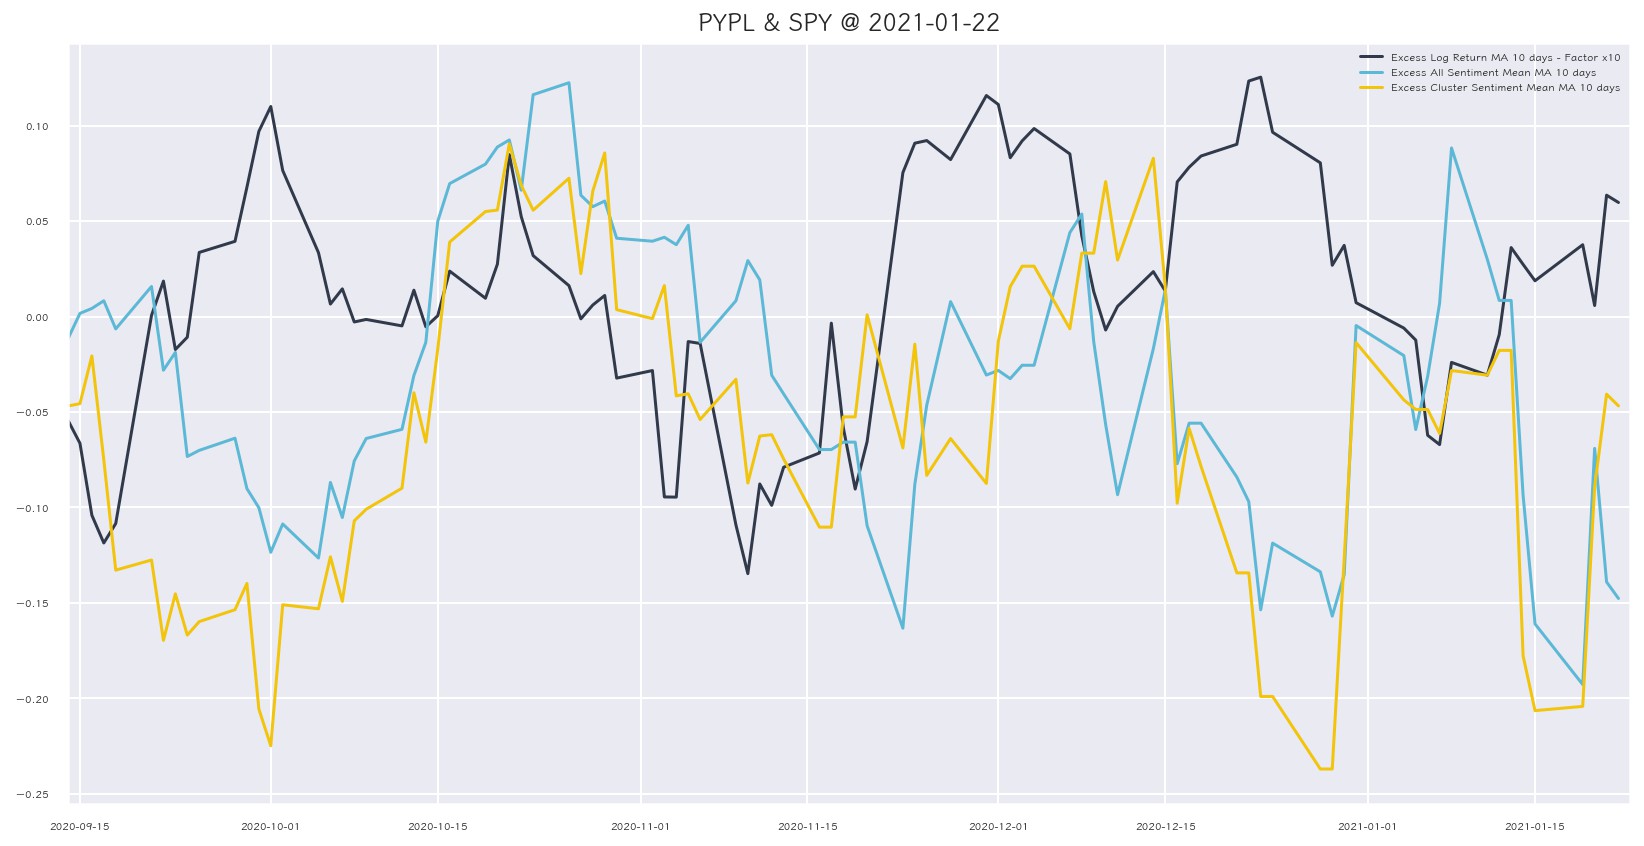 PYPL & SPY @ 2021-01-22
Excess Log Return MA 10 days - Factor x10
Excess All Sentiment Mean MA 10 days
Excess Cluster Sentiment Mean MA 10 days
0.10
0.05
0.00
−0.05
−0.10
−0.15
−0.20
−0.25
2020-09-15 2020-10-01 2020-10-15 2020-11-01 2020-11-15 2020-12-01 2020-12-15 2021-01-01 2021-01-15